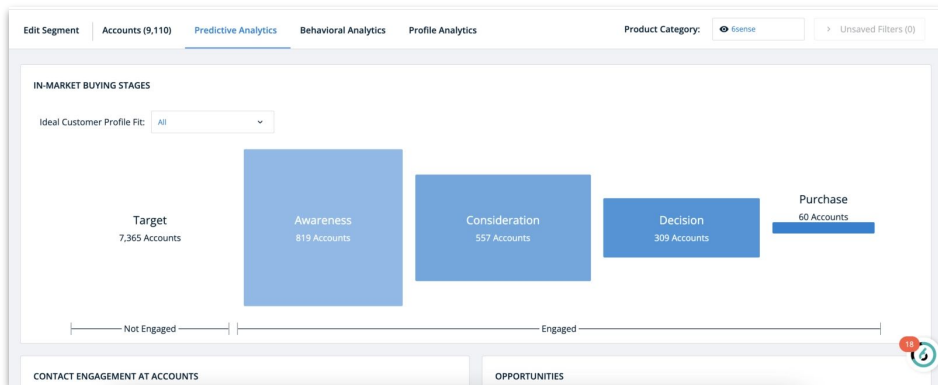 Edit Segment
Accounts (9,110)
Predictive Analytics
Behavioral Analytics
Profile Analytics
Product Category:
6sense
> Unsaved Filters (0)
IN-MARKET BUYING STAGES
Ideal Customer Profile Fit:
All
Target
7,365 Accounts
Awareness
819 Accounts
Consideration
557 Accounts
Decision
309 Accounts
Purchase
60 Accounts
Not Engaged
Engaged
18
6
CONTACT ENGAGEMENT AT ACCOUNTS
OPPORTUNITIES